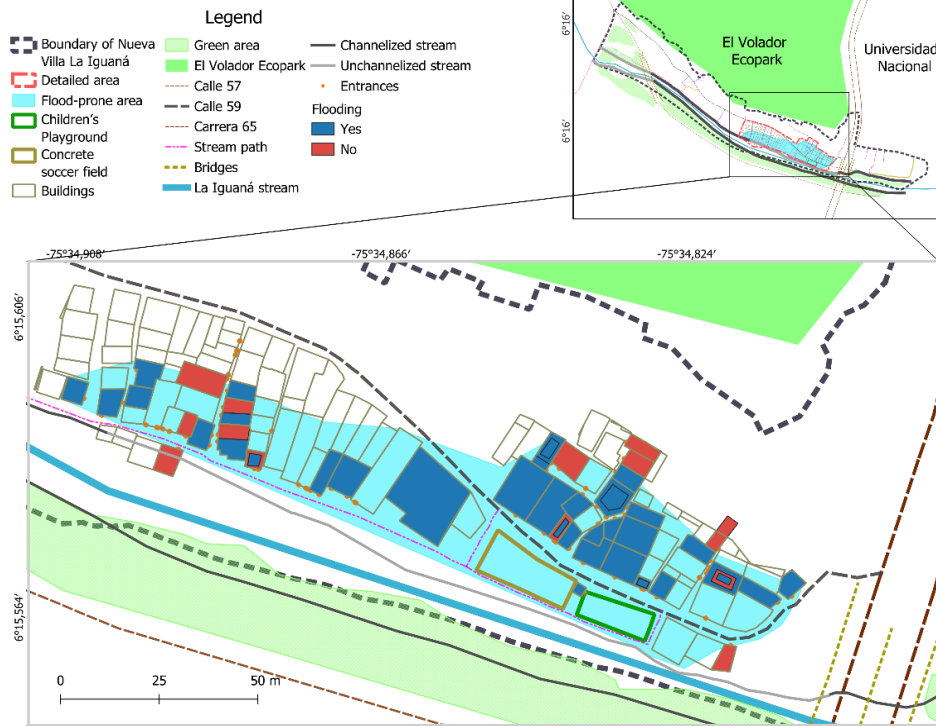 Legend
Boundary of Nueva
Villa La Iguaná
Detailed area
Flood-prone area
Children's
Playground
Concrete
soccer field
Buildings
Green area
El Volador Ecopark
Calle 57
Calle 59
Carrera 65
Stream path
Bridges
La Iguaná stream
Channelized stream
Unchannelized stream
Entrances
Flooding
Yes
No
6°16'
6°16'
El Volador
Ecopark
Universidad
Nacional
-75°34,908'
-75°34,866'
-75°34,824'
6°15,606'
6°15,564'
0
25
50 m